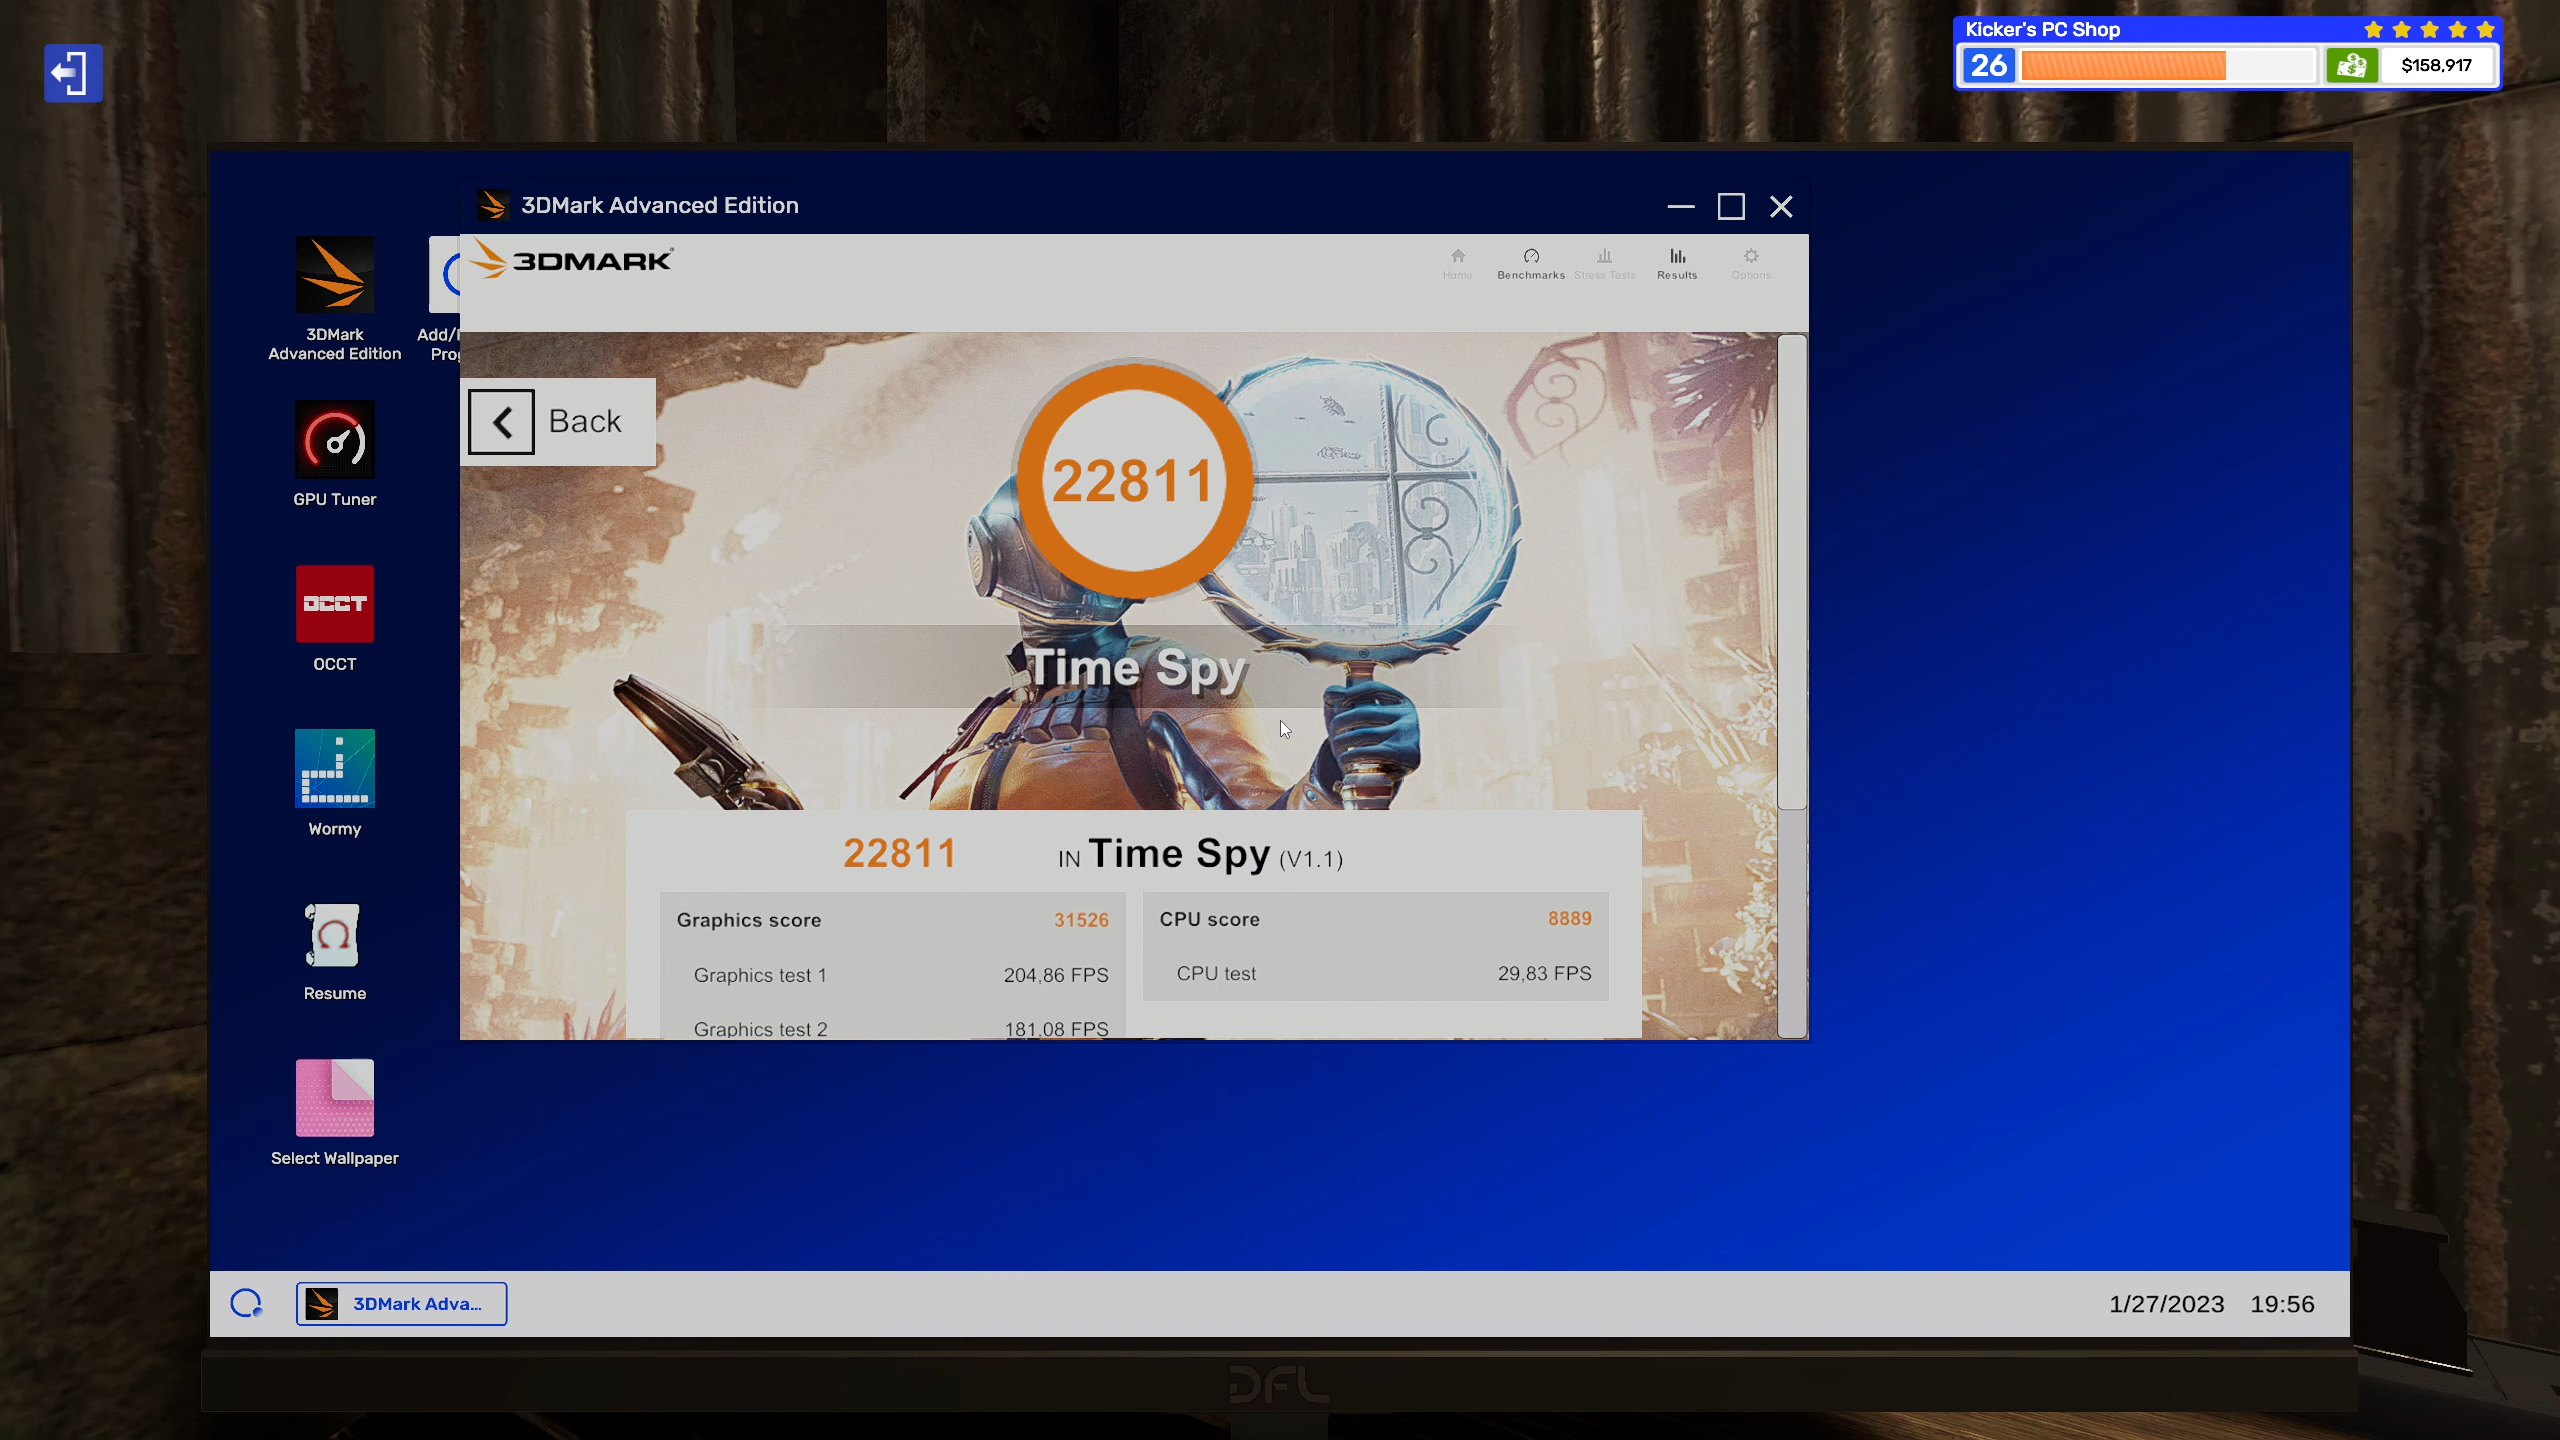 Kicker's PC Shop
26
$158,917
3DMark Advanced Edition
3DMARK
Home
Benchmarks
Stress Tests
Results
Options
3DMark
Advanced Edition
Add/
Back
22811
GPU Tuner
OCCT
OCCT
Time Spy
Wormy
22811 IN Time Spy (V1.1)
Graphics score 31526
CPU score 8889
Graphics test 1 204,86 FPS
CPU test 29,83 FPS
Graphics test 2 181,08 FPS
Resume
Select Wallpaper
3DMark Adva...
1/27/2023 19:56
DFL